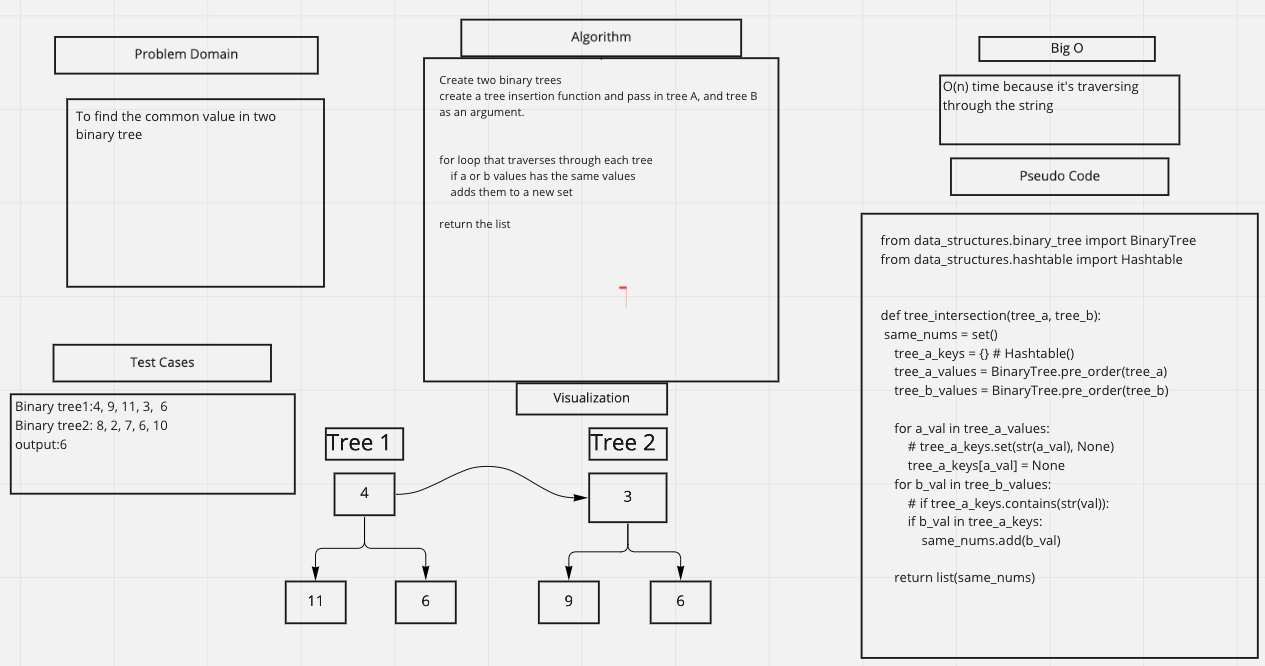 Problem Domain
To find the common value in two
binary tree
Test Cases
Binary tree1:4, 9, 11, 3,  6
Binary tree2: 8, 2, 7, 6, 10
output:6
Algorithm
Create two binary trees
create a tree insertion function and pass in tree A, and tree B
as an argument.
for loop that traverses through each tree
if a or b values has the same values
adds them to a new set
return the list
Visualization
Tree 1
Tree 2
4
3
11
6
9
6
Big O
O(n) time because it's traversing
through the string
Pseudo Code
from data_structures.binary_tree import BinaryTree
from data_structures.hashtable import Hashtable
def tree_intersection(tree_a, tree_b):
same_nums = set()
tree_a_keys = {} # Hashtable()
tree_a_values = BinaryTree.pre_order(tree_a)
tree_b_values = BinaryTree.pre_order(tree_b)
for a_val in tree_a_values:
# tree_a_keys.set(str(a_val), None)
tree_a_keys[a_val] = None
for b_val in tree_b_values:
# if tree_a_keys.contains(str(val)):
if b_val in tree_a_keys:
same_nums.add(b_val)
return list(same_nums)